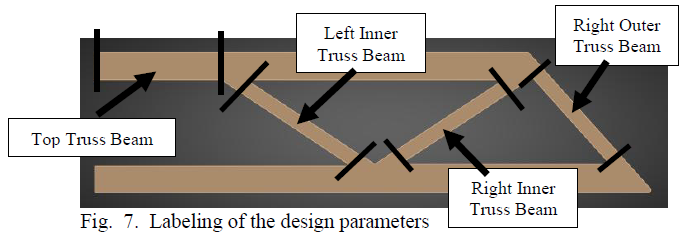 Left Inner
Truss Beam
Right Outer
Truss Beam
Top Truss Beam
Right Inner
Truss Beam
Fig.  7.  Labeling of the design parameters